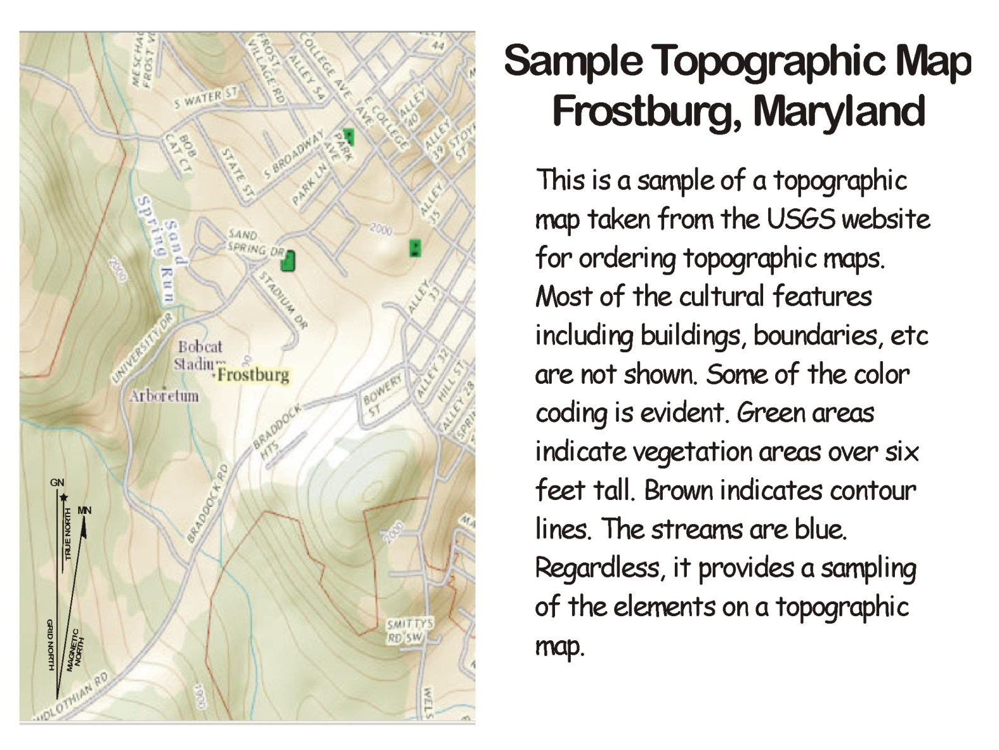 Sample Topographic Map
Frostburg, Maryland
This is a sample of a topographic
map taken from the USGS website
for ordering topographic maps.
Most of the cultural features
including buildings, boundaries, etc
are not shown. Some of the color
coding is evident. Green areas
indicate vegetation areas over six
feet tall. Brown indicates contour
lines. The streams are blue.
Regardless, it provides a sampling
of the elements on a topographic
map.
FROST
VILLAGE RD
COLLEGE AVE
ALLEY 54
44
S WATER ST
E COLLEGE
AVE
ALLEY
40
ALLEY
39
ST
BOB
CAT CT
STATE ST
S BROADWAY
PARK
AVE
PARK LN
ALLEY
35
Sand
Spring
Run
2000
SAND
SPRING DR
2000
STADIUM DR
ALLEY
33
UNIVERSITY DR
Bobcat
Stadium
Frostburg
Arboretum
ALLEY 32
HILL ST
ALLEY 28
BOWERY
ST
BRADDOCK
HTS
BRADDOCK RD
2000
GN
MN
TRUE NORTH
GRID NORTH
MAGNETIC
NORTH
SMITTYS
RD SW
1900
WELS
IDLOTHIAN RD